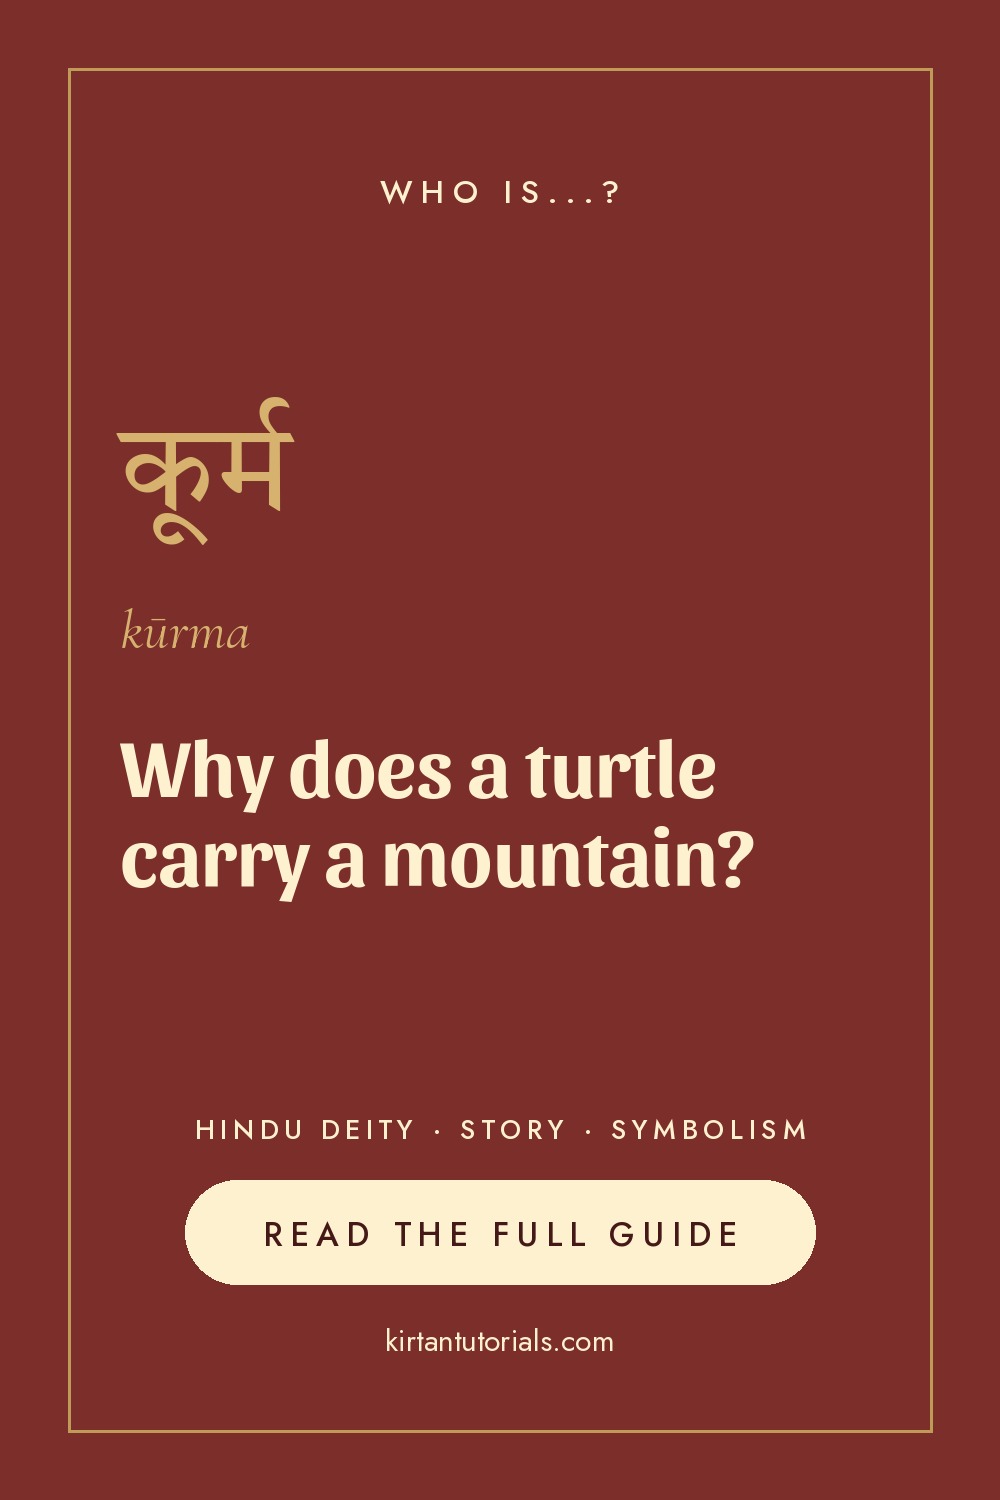 WHO IS...?
कूर्म
kūrma
Why does a turtle
carry a mountain?
HINDU DEITY · STORY · SYMBOLISM
READ THE FULL GUIDE
kirtantutorials.com